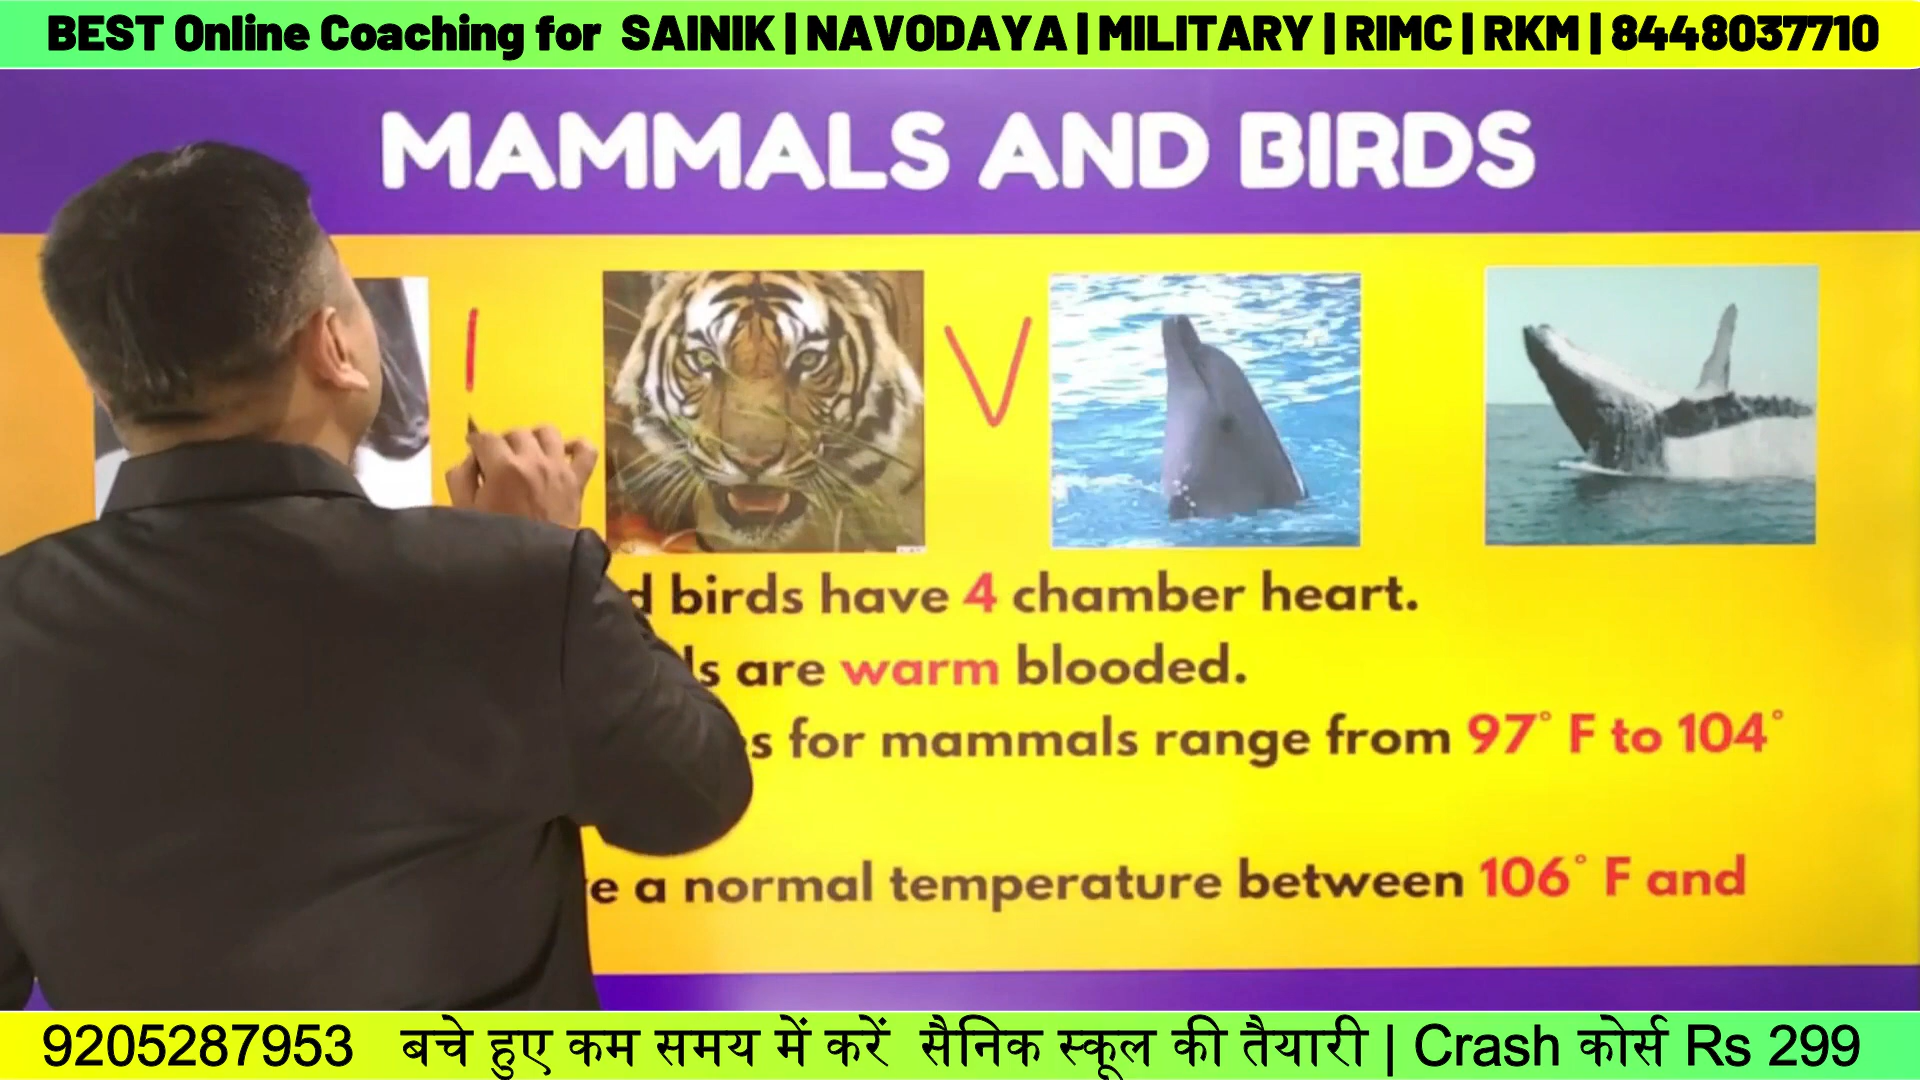 BEST Online Coaching for SAINIK | NAVODAYA | MILITARY | RIMC | RKM | 8448037710
MAMMALS AND BIRDS
birds have 4 chamber heart.
are warm blooded.
for mammals range from 97° F to 104°
a normal temperature between 106° F and
9205287953 बचे हुए कम समय में करें सैनिक स्कूल की तैयारी | Crash कोर्स Rs 299